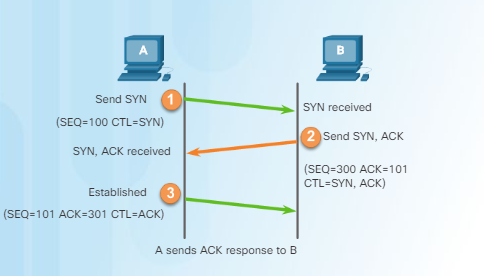 A
B
Send SYN
1
(SEQ=100 CTL=SYN)
SYN received
2
Send SYN, ACK
SYN, ACK received
(SEQ=300 ACK=101
CTL=SYN, ACK)
Established
3
(SEQ=101 ACK=301 CTL=ACK)
A sends ACK response to B